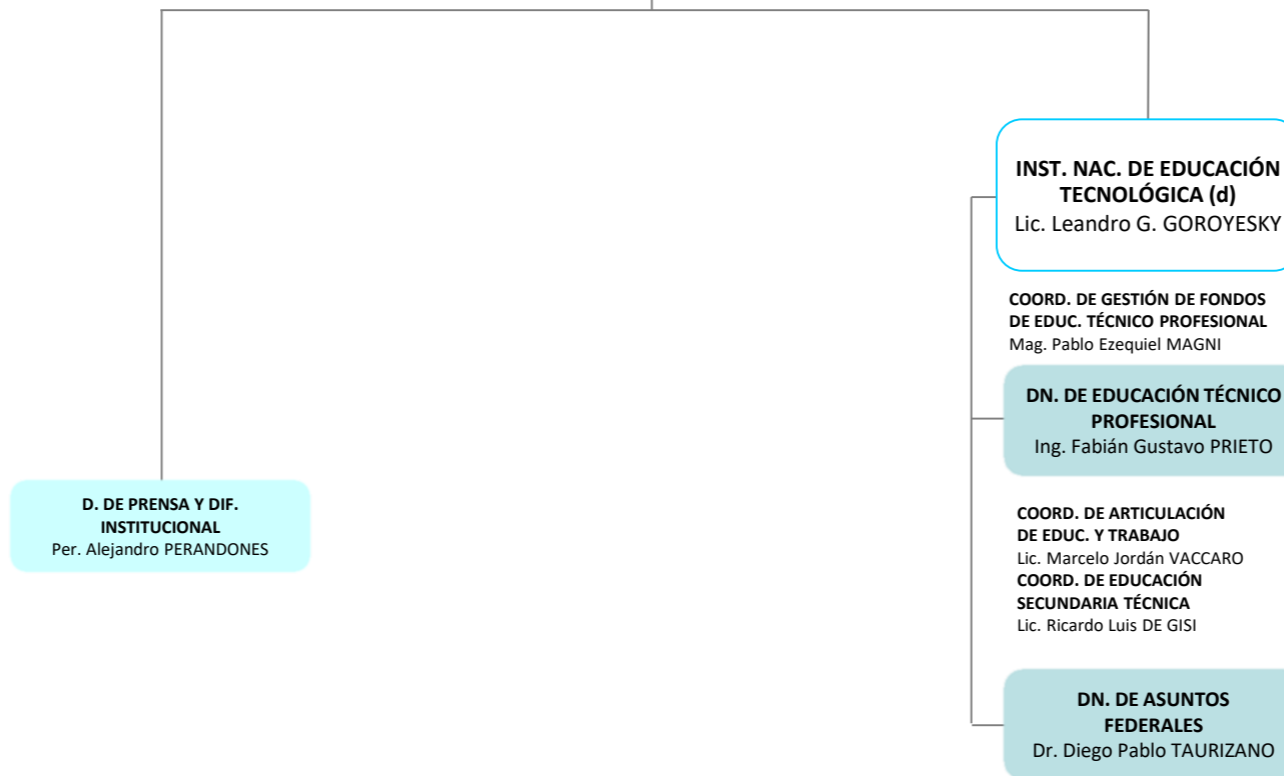 INST. NAC. DE EDUCACIÓN
TECNOLÓGICA (d)
Lic. Leandro G. GOROYESKY
COORD. DE GESTIÓN DE FONDOS
DE EDUC. TÉCNICO PROFESIONAL
Mag. Pablo Ezequiel MAGNI
DN. DE EDUCACIÓN TÉCNICO
PROFESIONAL
Ing. Fabián Gustavo PRIETO
D. DE PRENSA Y DIF.
INSTITUCIONAL
Per. Alejandro PERANDONES
COORD. DE ARTICULACIÓN
DE EDUC. Y TRABAJO
Lic. Marcelo Jordán VACCARO
COORD. DE EDUCACIÓN
SECUNDARIA TÉCNICA
Lic. Ricardo Luis DE GISI
DN. DE ASUNTOS
FEDERALES
Dr. Diego Pablo TAURIZANO